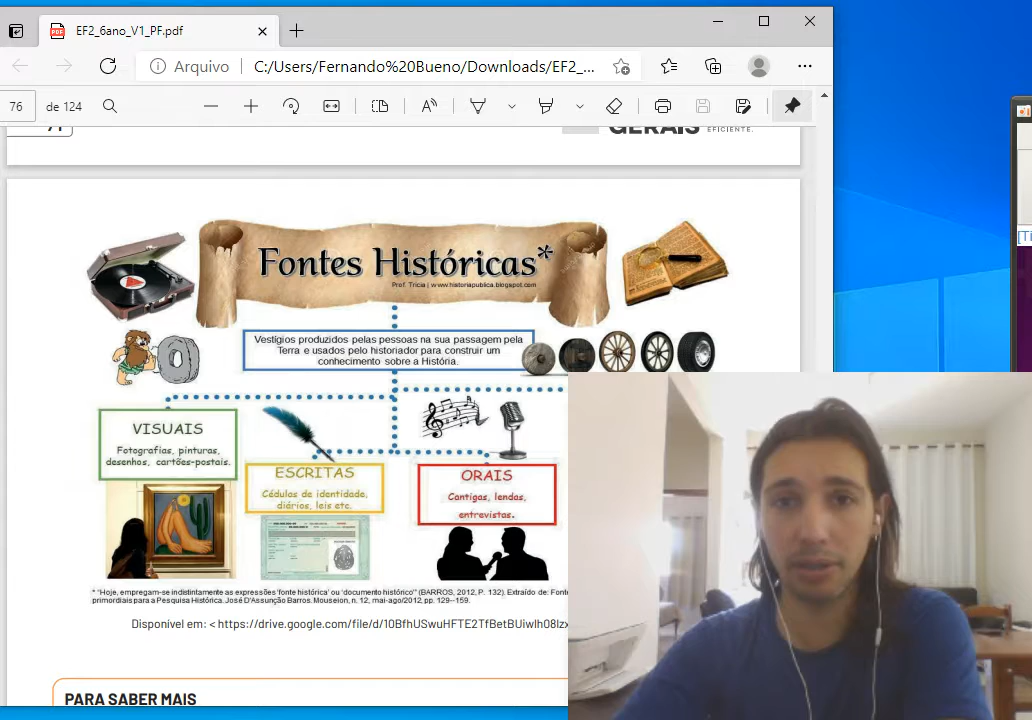 EF2_6ano_V1_PF.pdf
Arquivo
C:/Users/Fernando%20Bueno/Downloads/EF2_...
76 de 124
GERAIS
EFICIENTE.
Fontes Históricas*
Prof. Tricia | www.historiapublica.blogspot.com
Vestígios produzidos pelas pessoas na sua passagem pela
Terra e usados pelo historiador para construir um
conhecimento sobre a História.
VISUAIS
Fotografias, pinturas,
desenhos, cartões-postais.
ESCRITAS
Cédulas de identidade,
diários, leis etc.
ORAIS
Cantigas, lendas,
entrevistas.
* "Hoje, empregam-se indistintamente as expressões 'fonte histórica' ou 'documento histórico'" (BARROS, 2012, P. 132). Extraído de: Font
primordiais para a Pesquisa Histórica. José D'Assunção Barros. Mouseion, n. 12, mai-ago/2012, pp. 129--159.
Disponível em: < https://drive.google.com/file/d/10BfhUSwuHFTE2TfBetBUiwIh08Izx
PARA SABER MAIS